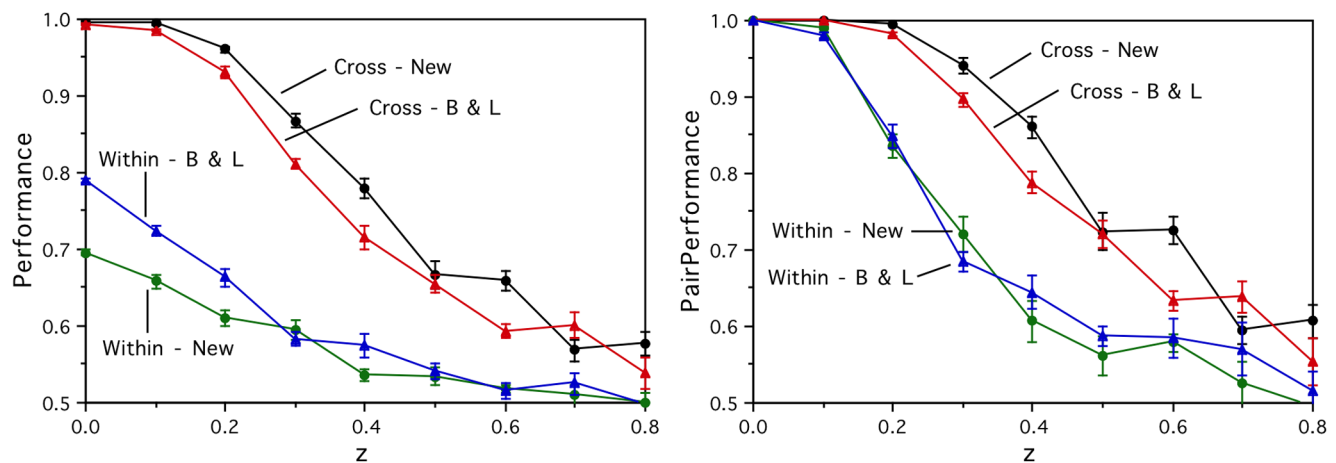 1.0
0.9
0.8
0.7
0.6
0.5
Performance
Cross - New
Cross - B & L
Within - B & L
Within - New
0.0
0.2
0.4
0.6
0.8
z
1.0
0.9
0.8
0.7
0.6
0.5
PairPerformance
Cross - New
Cross - B & L
Within - New
Within - B & L
0.0
0.2
0.4
0.6
0.8
z